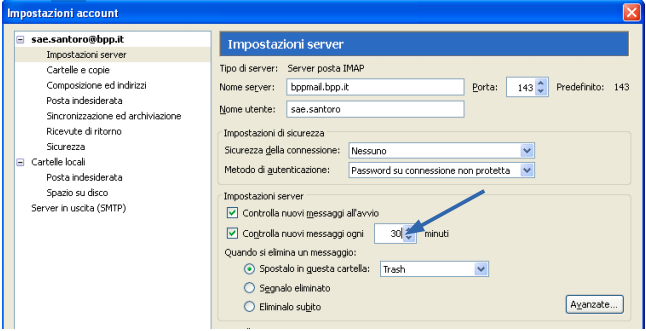 Impostazioni account
sae.santoro@bpp.it
Impostazioni server
Cartelle e copie
Composizione ed indirizzi
Posta indesiderata
Sincronizzazione ed archiviazione
Ricevute di ritorno
Sicurezza
Cartelle locali
Posta indesiderata
Spazio su disco
Server in uscita (SMTP)
Impostazioni server
Tipo di server: Server posta IMAP
Nome server: bppmail.bpp.it Porta: 143 Predefinito: 143
Nome utente: sae.santoro
Impostazioni di sicurezza
Sicurezza della connessione: Nessuno
Metodo di autenticazione: Password su connessione non protetta
Impostazioni server
Controlla nuovi messaggi all'avvio
Controlla nuovi messaggi ogni 30 minuti
Quando si elimina un messaggio:
Spostalo in questa cartella: Trash
Segnalo eliminato
Eliminalo subito
Avanzate...